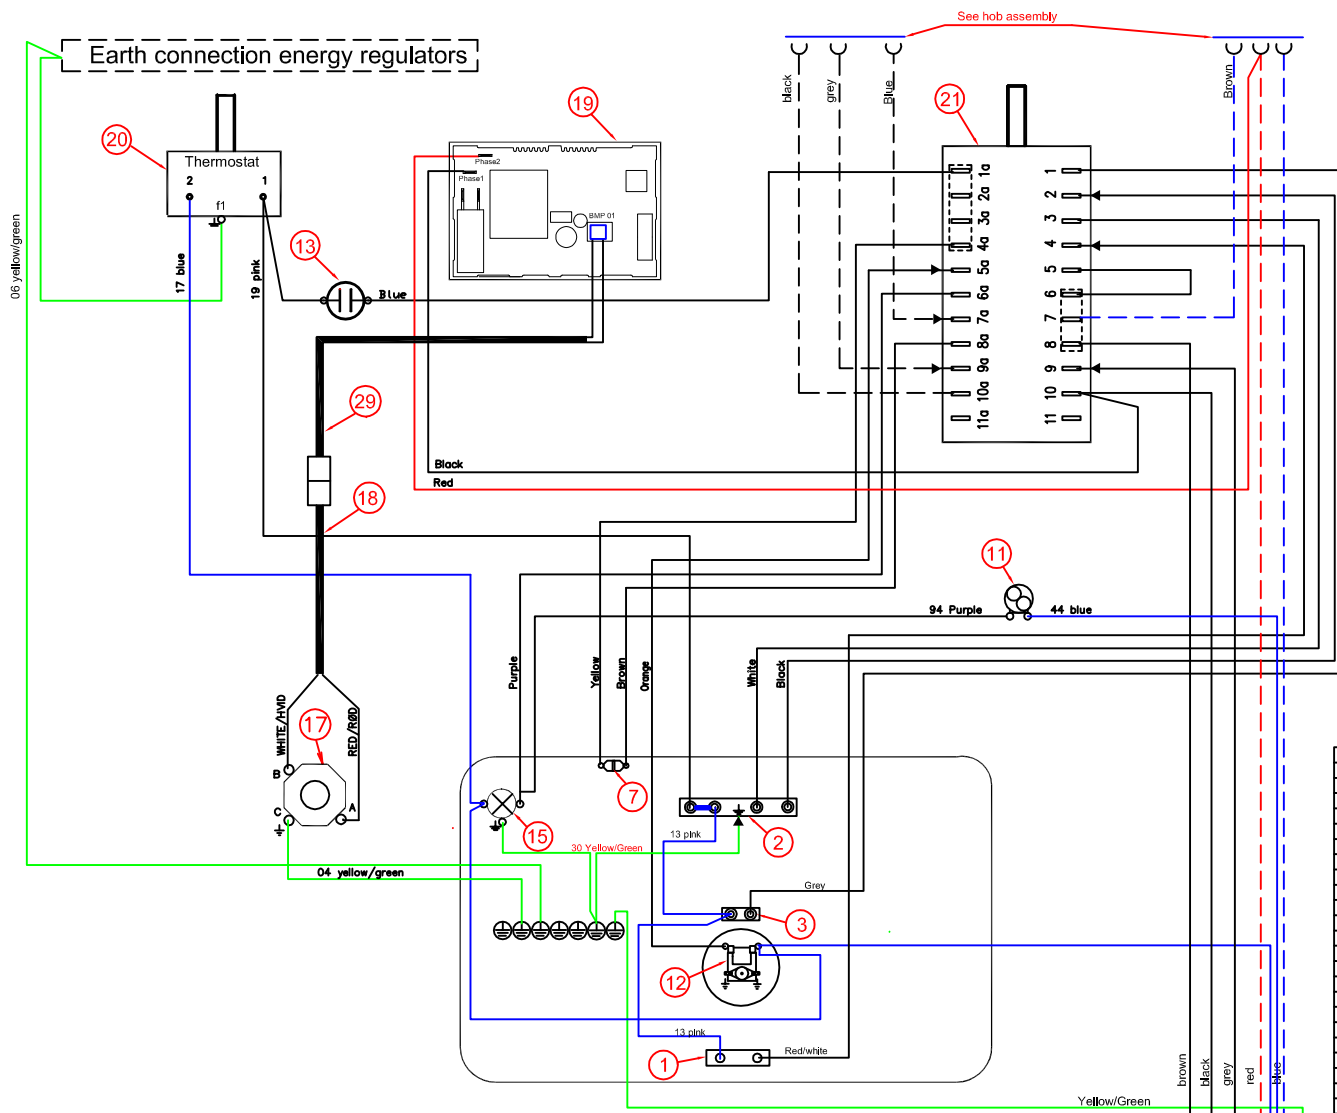 See hob assembly
Earth connection energy regulators
black
grey
Blue
Brown
19
21
20
Thermostat
2
1
f1
Phase2
Phase1
BMP 01
1a
2a
3a
4a
5a
6a
7a
8a
9a
10a
11a
1
2
3
4
5
6
7
8
9
10
11
06 yellow/green
17 blue
19 pink
13
Blue
29
Black
Red
18
11
94 Purple
44 blue
Purple
Yellow
Brown
Orange
White
Black
WHITE/HVID
17
RED/RØD
B
C
A
7
15
2
13 pink
30 Yellow/Green
04 yellow/green
Grey
3
12
13 pink
1
Red/white
brown
black
grey
red
blue
Yellow/Green